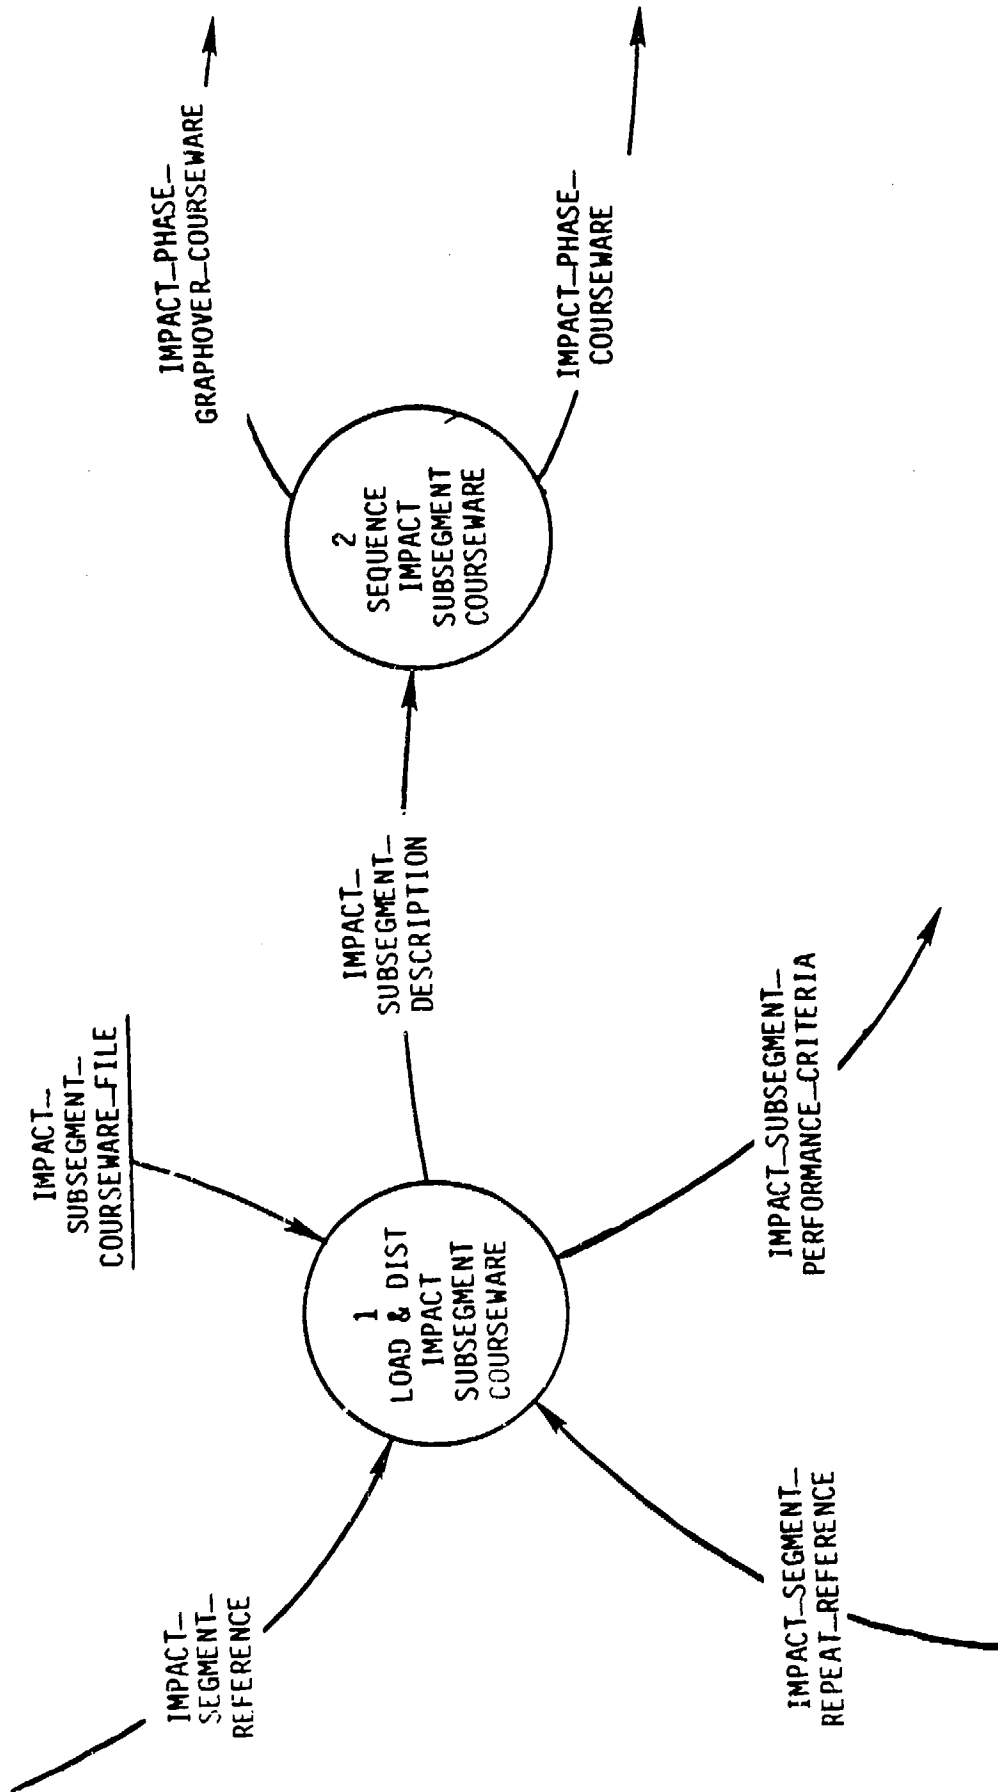 IMPACT_
SEGMENT_
REFERENCE
IMPACT_
SUBSEGMENT_
COURSEWARE_FILE
1
LOAD & DIST
IMPACT
SUBSEGMENT
COURSEWARE
IMPACT_SEGMENT_
REPEAT_REFERENCE
IMPACT_SUBSEGMENT_
PERFORMANCE_CRITERIA
IMPACT_
SUBSEGMENT_
DESCRIPTION
2
SEQUENCE
IMPACT
SUBSEGMENT
COURSEWARE
IMPACT_PHASE_
GRAPHOVER_COURSEWARE
IMPACT_PHASE_
COURSEWARE